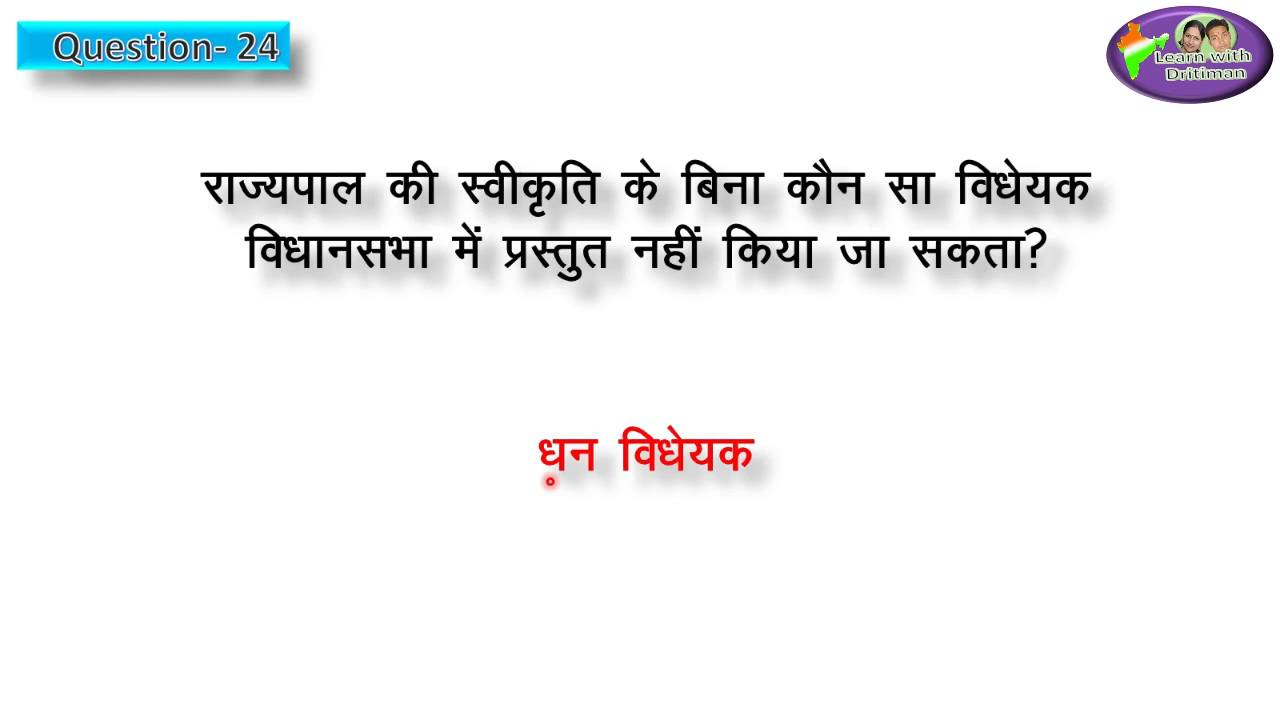 Question- 24
Learn with
Dritiman
राज्यपाल की स्वीकृति के बिना कौन सा विधेयक
विधानसभा में प्रस्तुत नहीं किया जा सकता?
धन विधेयक